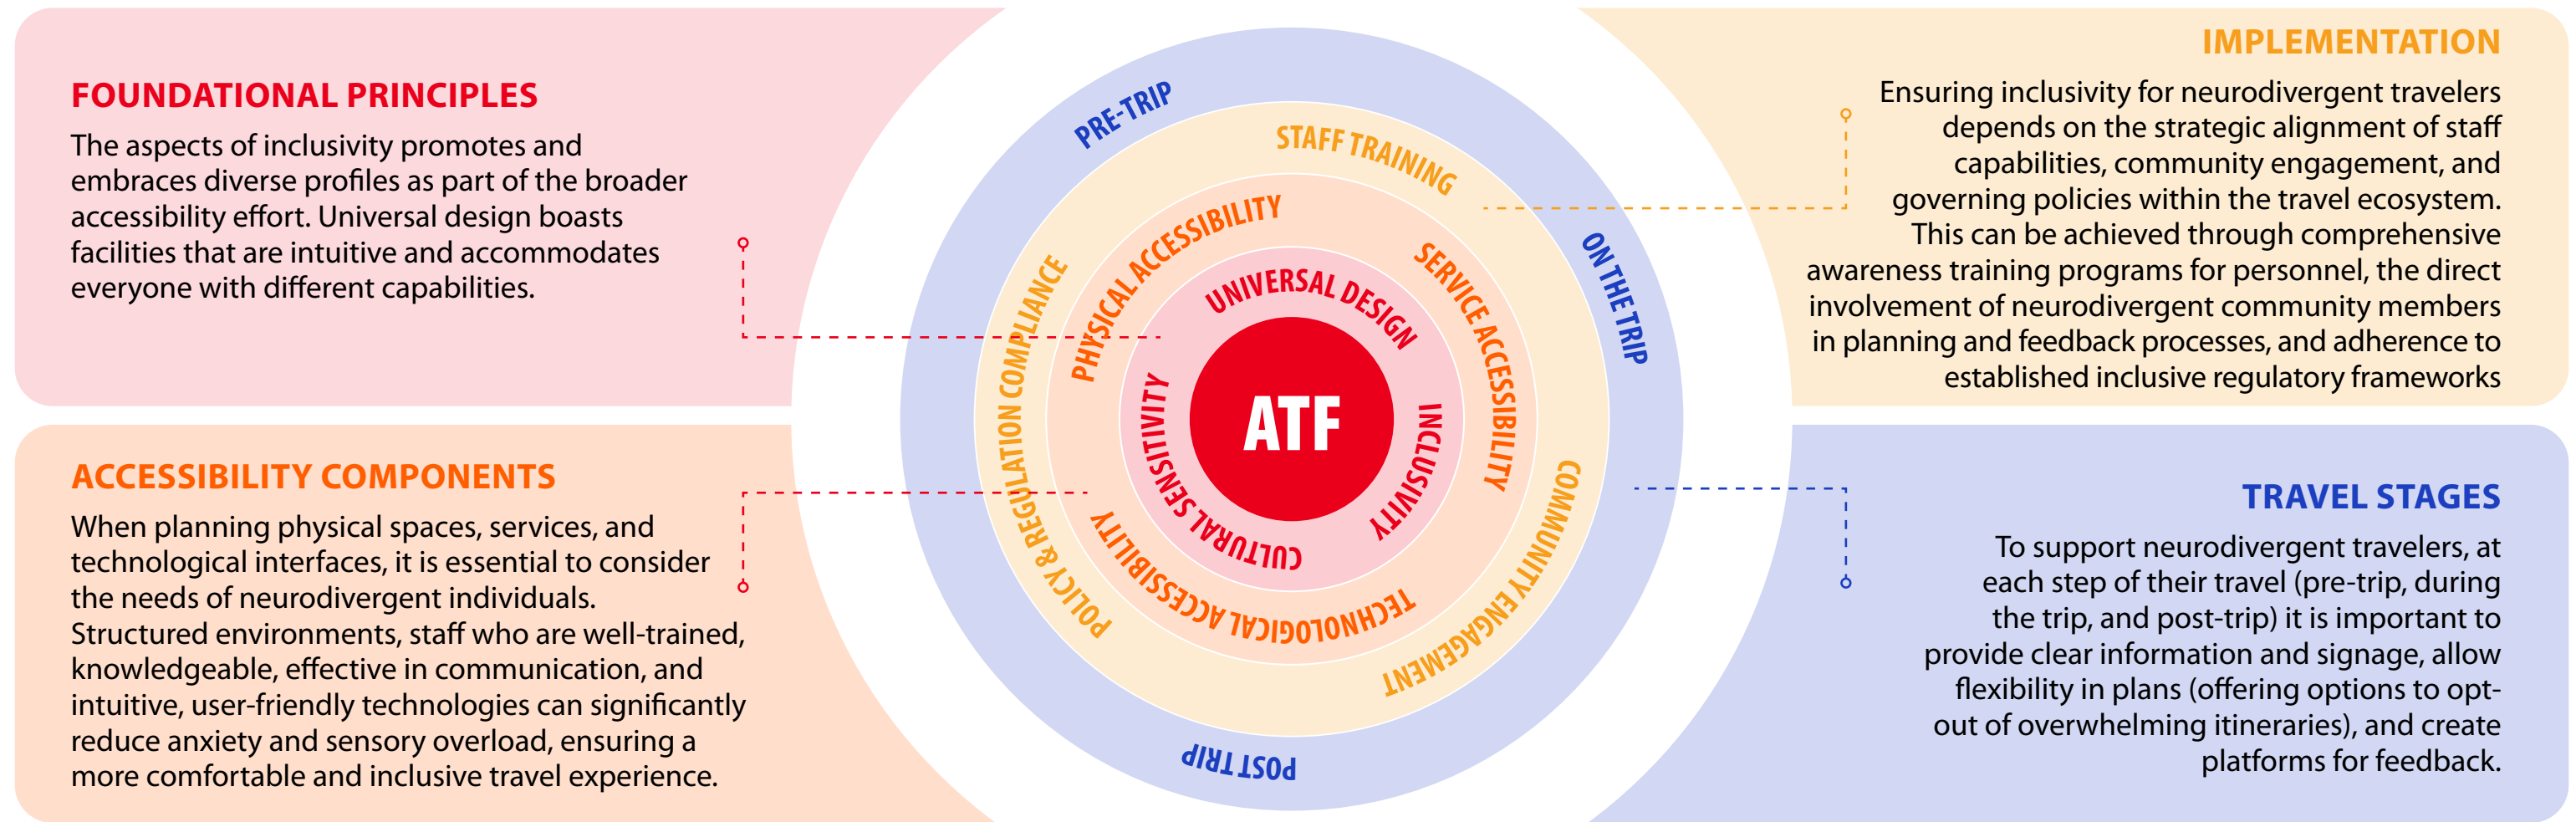 FOUNDATIONAL PRINCIPLES
The aspects of inclusivity promotes and
embraces diverse profiles as part of the broader
accessibility effort. Universal design boasts
facilities that are intuitive and accommodates
everyone with different capabilities.
ACCESSIBILITY COMPONENTS
When planning physical spaces, services, and
technological interfaces, it is essential to consider
the needs of neurodivergent individuals.
Structured environments, staff who are well-trained,
knowledgeable, effective in communication, and
intuitive, user-friendly technologies can significantly
reduce anxiety and sensory overload, ensuring a
more comfortable and inclusive travel experience.
PRE-TRIP
ON THE TRIP
POST TRIP
STAFF TRAINING
COMMUNITY ENGAGEMENT
POLICY & REGULATION COMPLIANCE
PHYSICAL ACCESSIBILITY
SERVICE ACCESSIBILITY
TECHNOLOGICAL ACCESSIBILITY
UNIVERSAL DESIGN
INCLUSIVITY
CULTURAL SENSITIVITY
ATF
IMPLEMENTATION
Ensuring inclusivity for neurodivergent travelers
depends on the strategic alignment of staff
capabilities, community engagement, and
governing policies within the travel ecosystem.
This can be achieved through comprehensive
awareness training programs for personnel, the direct
involvement of neurodivergent community members
in planning and feedback processes, and adherence to
established inclusive regulatory frameworks
TRAVEL STAGES
To support neurodivergent travelers, at
each step of their travel (pre-trip, during
the trip, and post-trip) it is important to
provide clear information and signage, allow
flexibility in plans (offering options to opt-
out of overwhelming itineraries), and create
platforms for feedback.